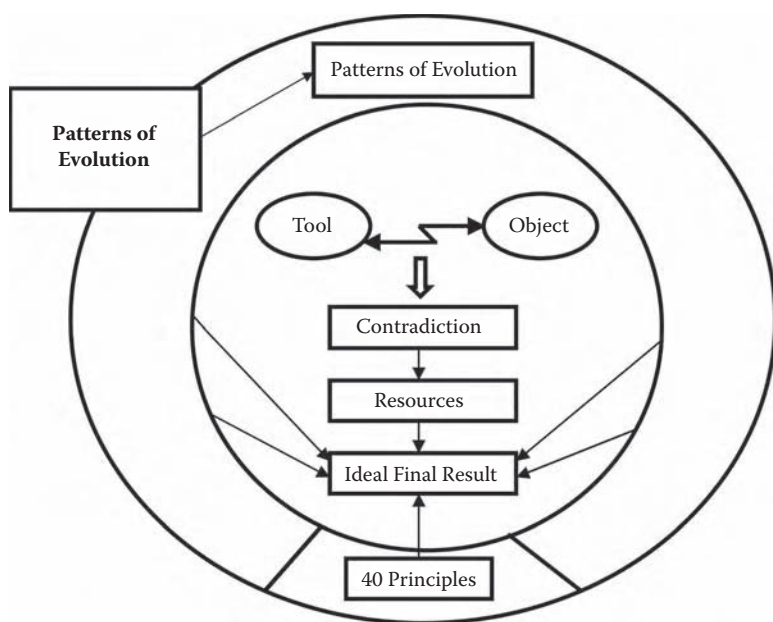 Patterns of Evolution
Patterns of
Evolution
Tool
Object
Contradiction
Resources
Ideal Final Result
40 Principles